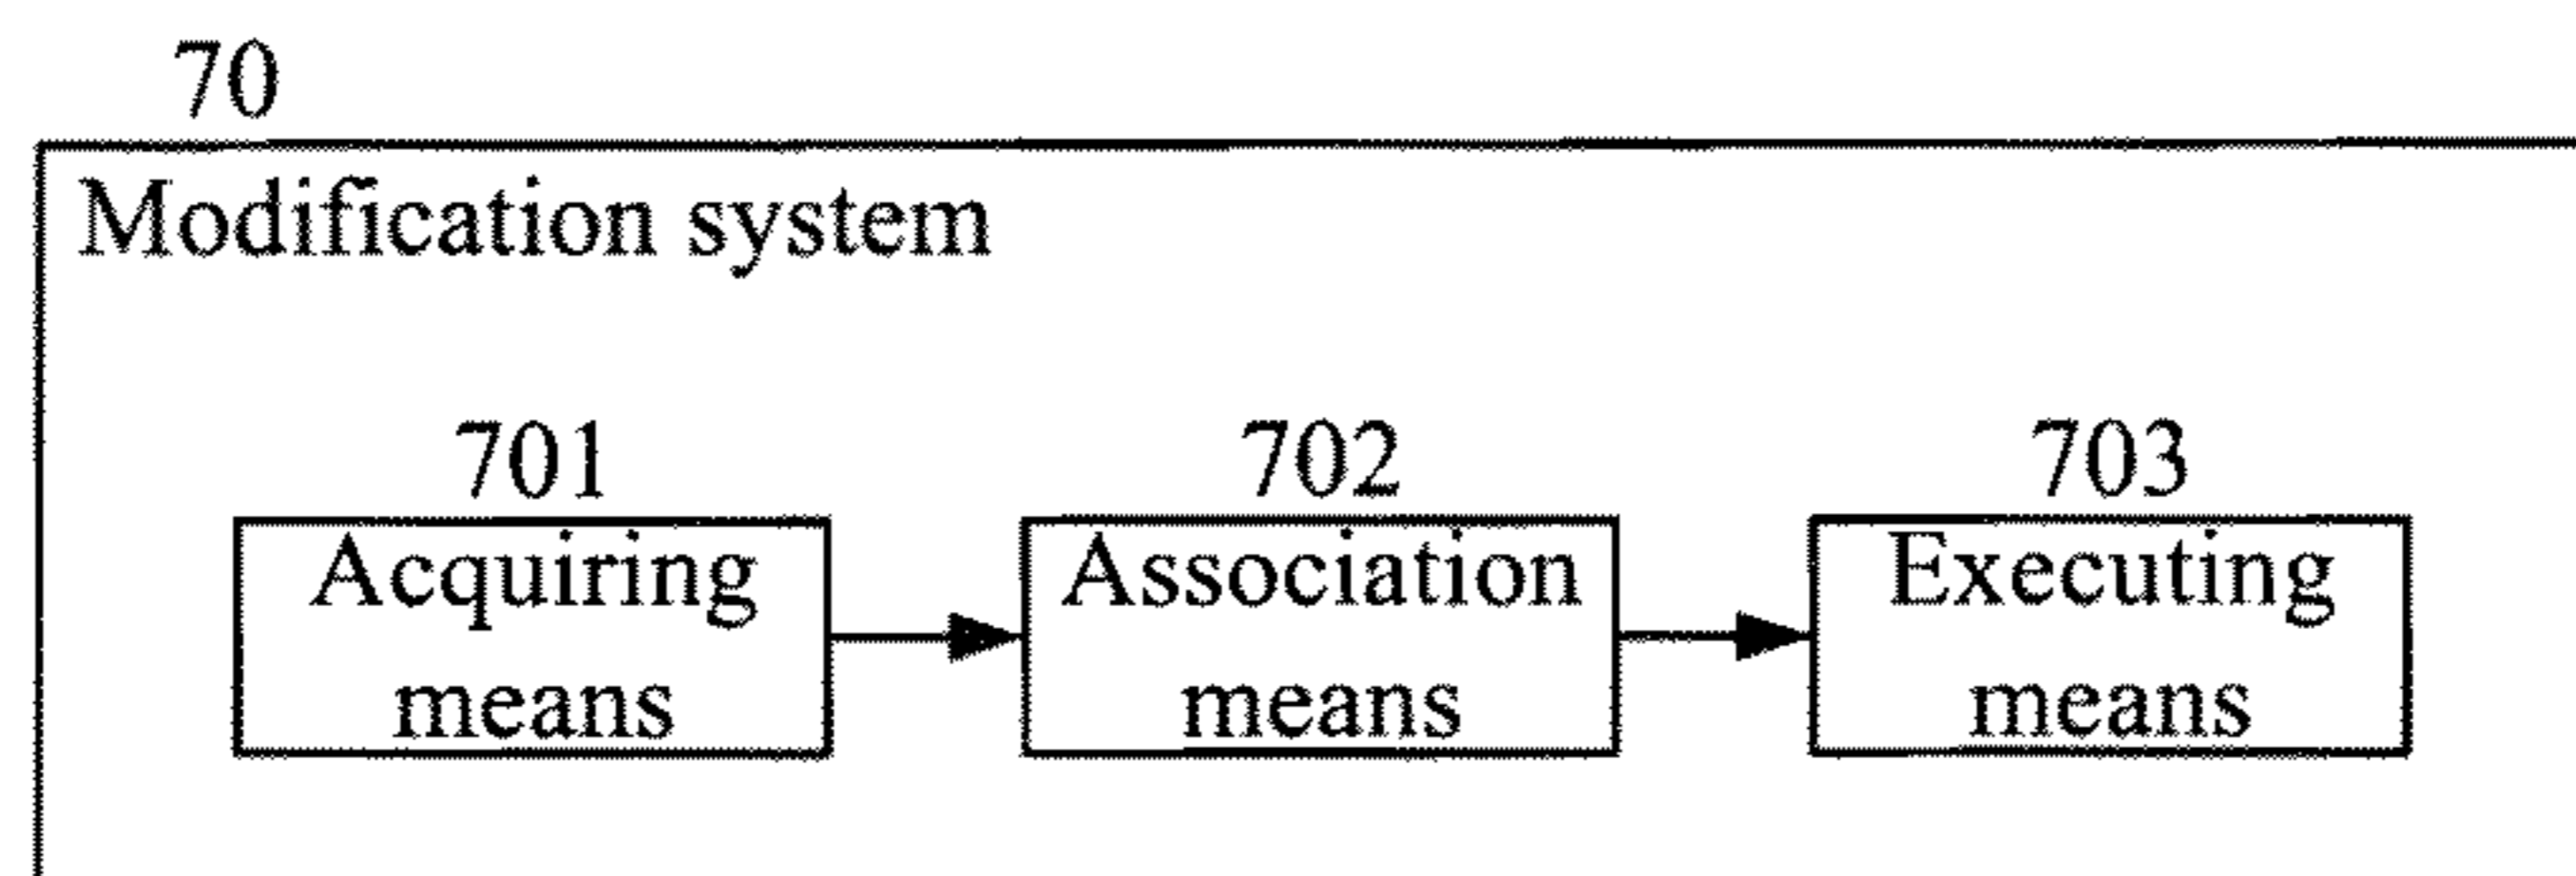 70
Modification system
701
702
703
Acquiring
means
Association
means
Executing
means